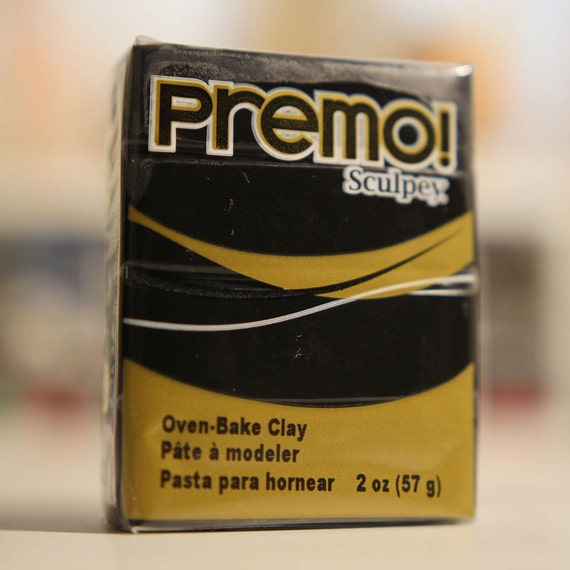 Premo!
Sculpey
Oven-Bake Clay
Pâte à modeler
Pasta para hornear 2 oz (57 g)